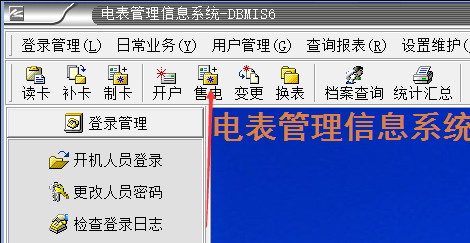 电表管理信息系统-DBMIS6
登录管理(L) 日常业务(Y) 用户管理(G) 查询报表(R) 设置维护(
读卡 补卡 制卡 开户 售电 变更 换表 档案查询 统计汇总
登录管理
电表管理信息系统
开机人员登录
更改人员密码
检查登录日志